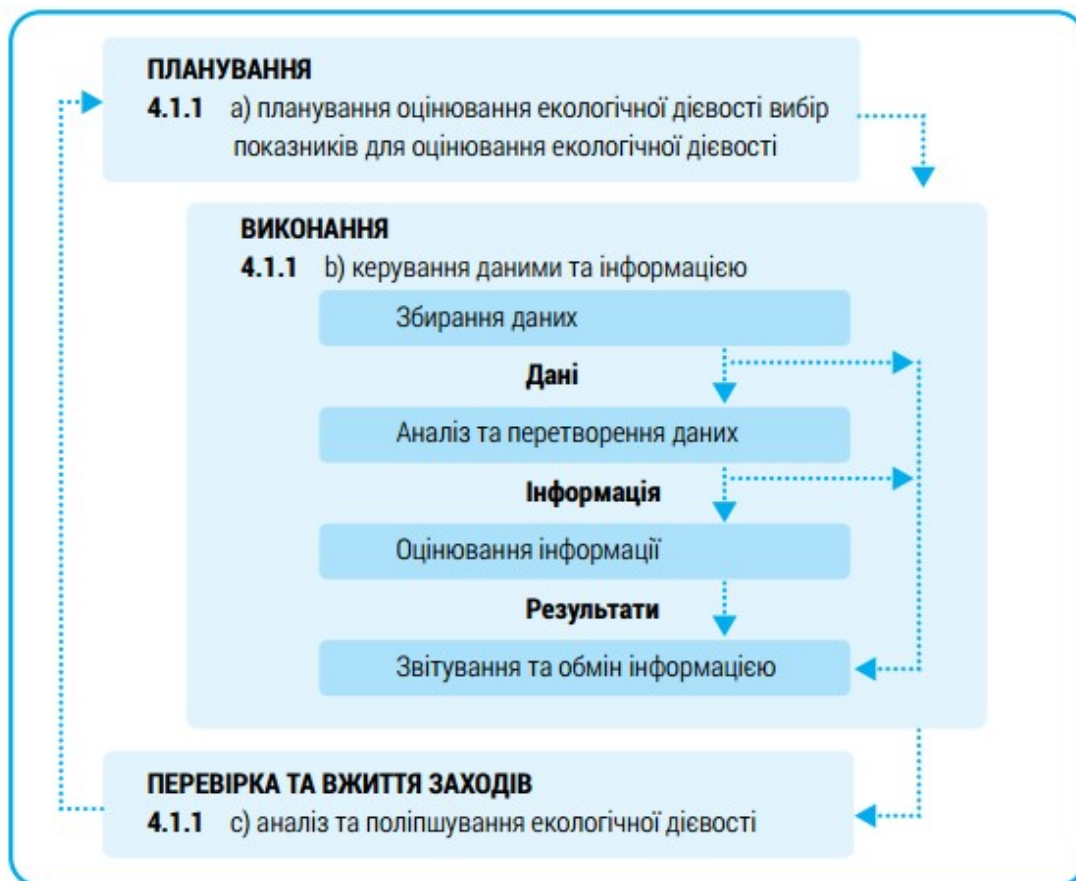 ПЛАНУВАННЯ
4.1.1 a) планування оцінювання екологічної дієвості вибір
показників для оцінювання екологічної дієвості
ВИКОНАННЯ
4.1.1 b) керування даними та інформацією
Збирання даних
Дані
Аналіз та перетворення даних
Інформація
Оцінювання інформації
Результати
Звітування та обмін інформацією
ПЕРЕВІРКА ТА ВЖИТТЯ ЗАХОДІВ
4.1.1 c) аналіз та поліпшування екологічної дієвості